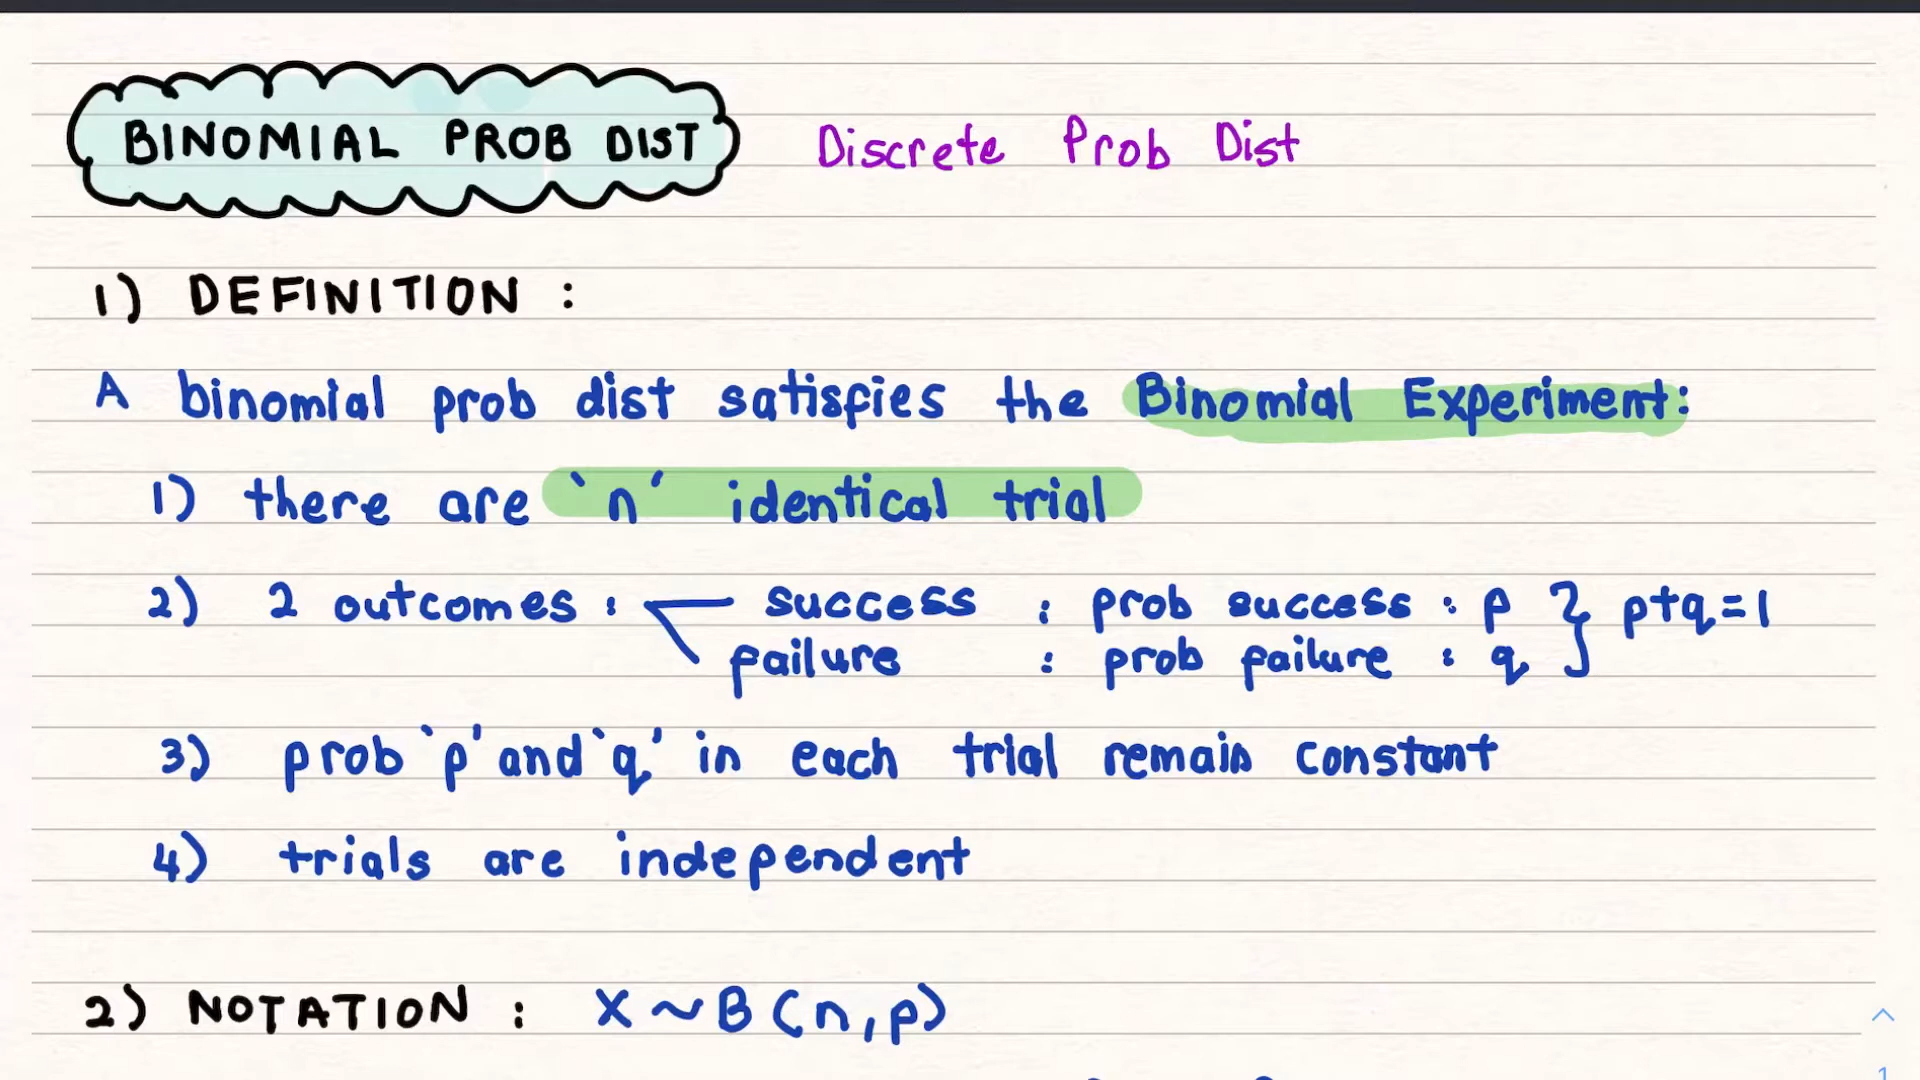 BINOMIAL PROB DIST Discrete Prob Dist
1) DEFINITION :
A binomial prob dist satisfies the Binomial Experiment:
1) there are 'n' identical trial
2) 2 outcomes : success : prob success : p } p+q=1
failure : prob failure : q
3) prob 'p' and 'q' in each trial remain constant
4) trials are independent
2) NOTATION : X ~ B (n,p)
1